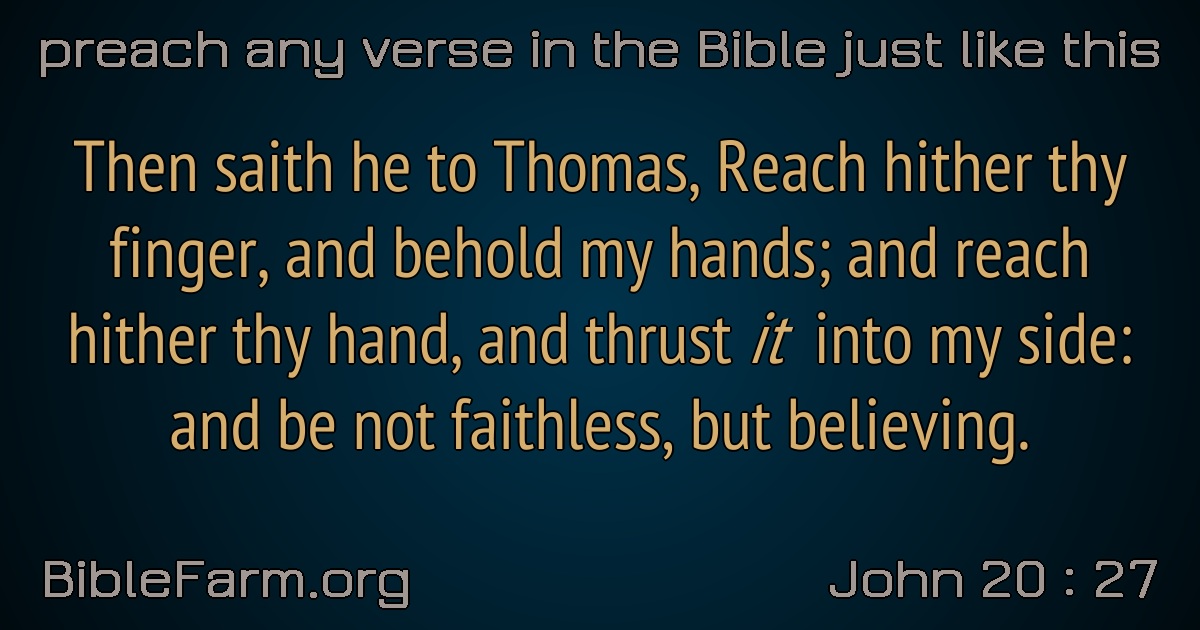 preach any verse in the Bible just like this
Then saith he to Thomas, Reach hither thy
finger, and behold my hands; and reach
hither thy hand, and thrust it into my side:
and be not faithless, but believing.
BibleFarm.org
John 20 : 27